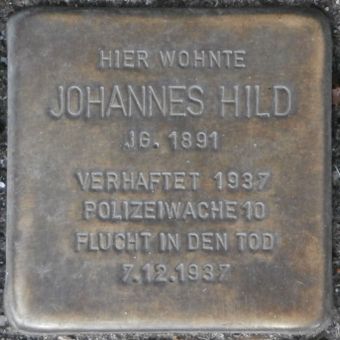 HIER WOHNTE
JOHANNES HILD
JG. 1891
VERHAFTET 1937
POLIZEIWACHE 10
FLUCHT IN DEN TOD
7.12.1937